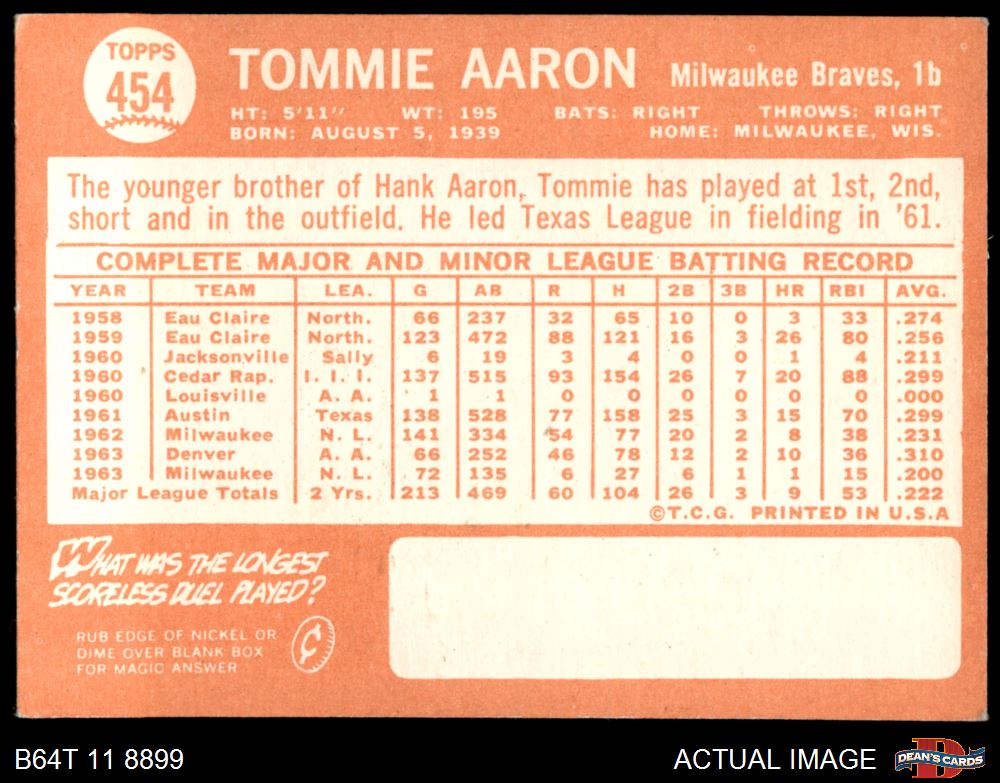 TOPPS
454
TOMMIE AARON Milwaukee Braves, 1b
HT: 5'11" WT: 195 BATS: RIGHT THROWS: RIGHT
BORN: AUGUST 5, 1939 HOME: MILWAUKEE, WIS.
The younger brother of Hank Aaron, Tommie has played at 1st, 2nd,
short and in the outfield. He led Texas League in fielding in '61.
COMPLETE MAJOR AND MINOR LEAGUE BATTING RECORD
YEAR TEAM LEA. G AB R H 2B 3B HR RBI AVG.
1958 Eau Claire North. 66 237 32 65 10 0 3 33 .274
1959 Eau Claire North. 123 472 88 121 16 3 26 80 .256
1960 Jacksonville Sally 6 19 3 4 0 0 1 4 .211
1960 Cedar Rap. I. I. I. 137 515 93 154 26 7 20 88 .299
1960 Louisville A. A. 1 1 0 0 0 0 0 0 .000
1961 Austin Texas 138 528 77 158 25 3 15 70 .299
1962 Milwaukee N. L. 141 334 54 77 20 2 8 38 .231
1963 Denver A. A. 66 252 46 78 12 2 10 36 .310
1963 Milwaukee N. L. 72 135 6 27 6 1 1 15 .200
Major League Totals 2 Yrs. 213 469 60 104 26 3 9 53 .222
©T.C.G. PRINTED IN U.S.A
WHAT WAS THE LONGEST
SCORELESS DUEL PLAYED?
RUB EDGE OF NICKEL OR
DIME OVER BLANK BOX
FOR MAGIC ANSWER
¢
B64T 11 8899
ACTUAL IMAGE
D
DEAN'S CARDS